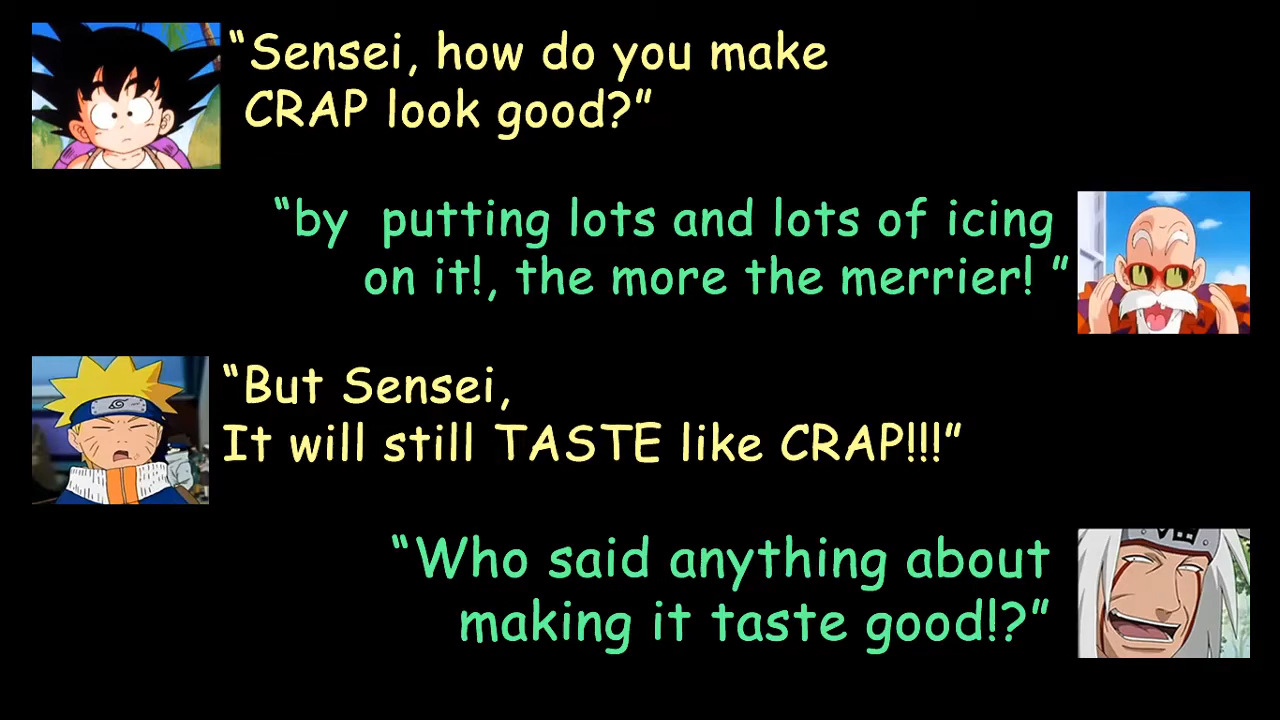 “Sensei, how do you make
CRAP look good?”
“by putting lots and lots of icing
on it!, the more the merrier! ”
“But Sensei,
It will still TASTE like CRAP!!!”
“Who said anything about
making it taste good!?”